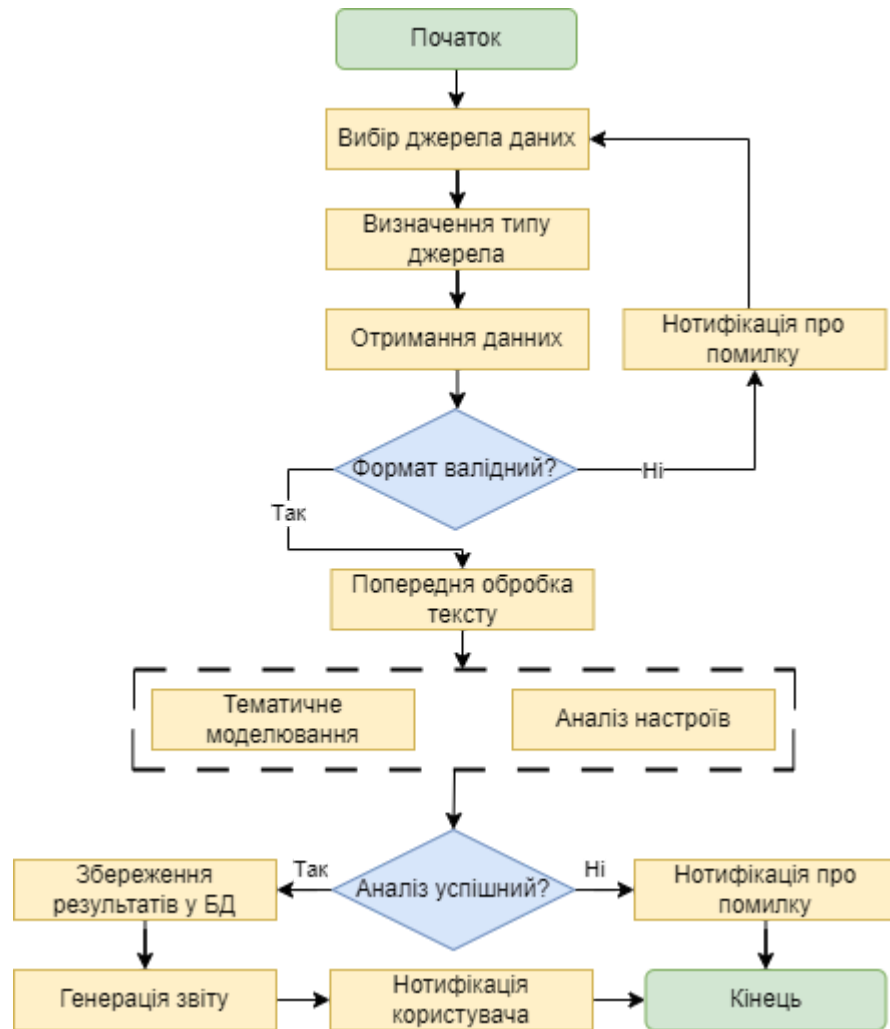 Початок
Вибір джерела даних
Визначення типу
джерела
Отримання данних
Нотифікація про
помилку
Формат валідний?
Ні
Так
Попередня обробка
тексту
Тематичне
моделювання
Аналіз настроїв
Збереження
результатів у БД
Так
Аналіз успішний?
Ні
Нотифікація про
помилку
Генерація звіту
Нотифікація
користувача
Кінець